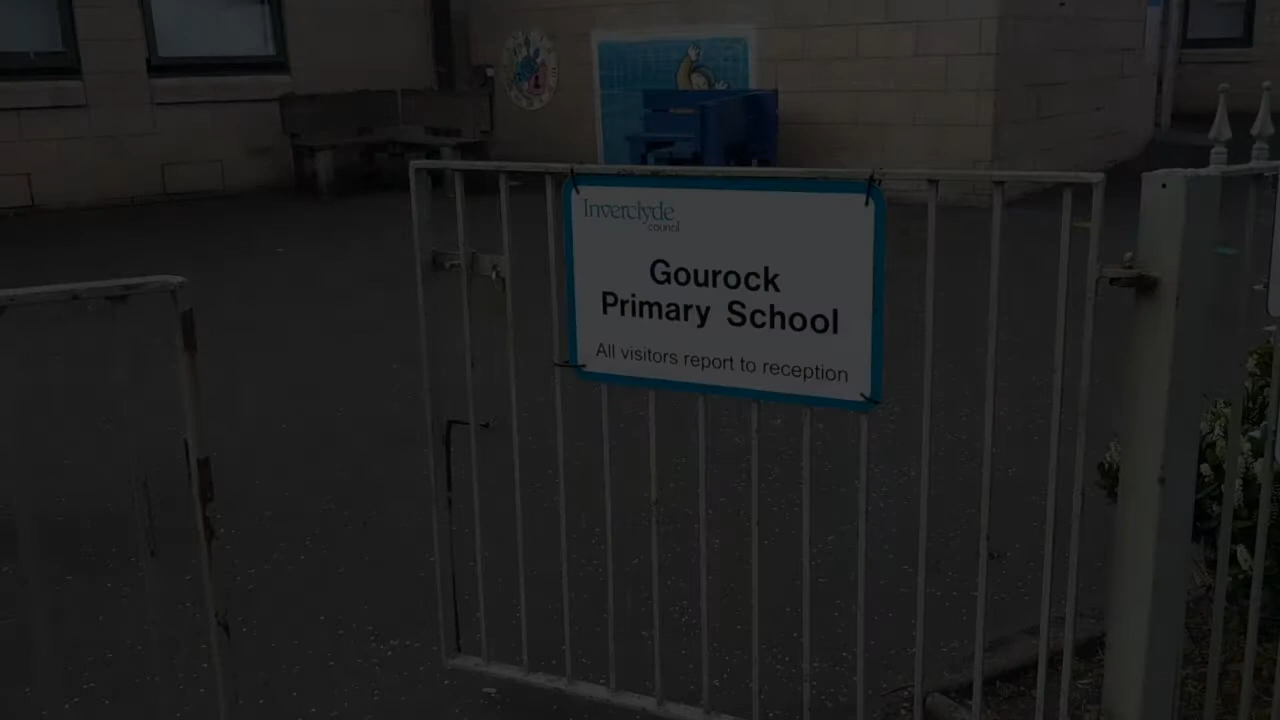 Inverclyde
council
Gourock
Primary School
All visitors report to reception